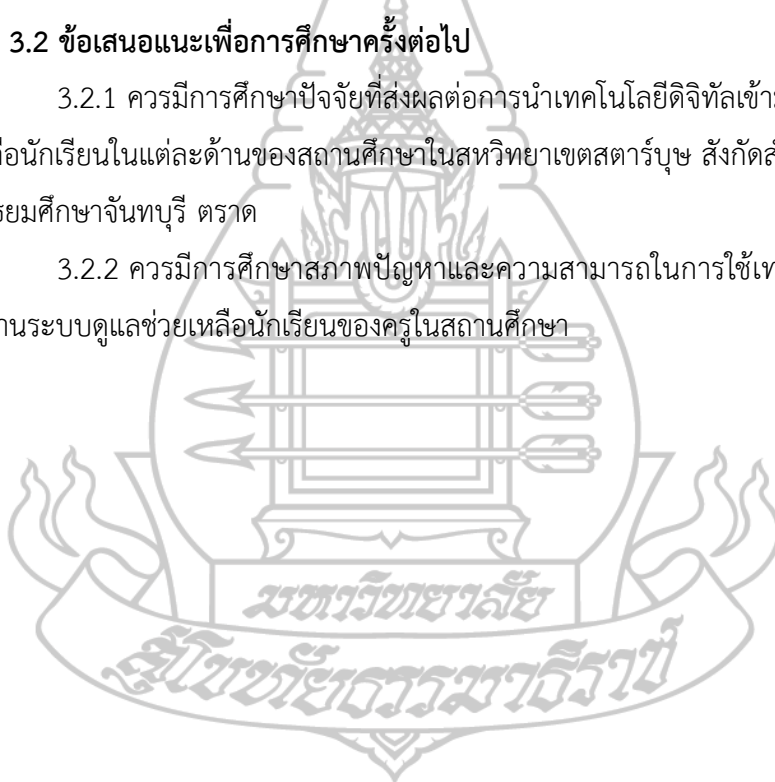 3.2 ข้อเสนอแนะเพื่อการศึกษาครั้งต่อไป
3.2.1 ควรมีการศึกษาปัจจัยที่ส่งผลต่อการนำเทคโนโลยีดิจิทัลเข้า
นักเรียนในแต่ละด้านของสถานศึกษาในสหวิทยาเขตสตาร์บุษ สังกัด
ยมศึกษาจันทบุรี ตราด
3.2.2 ควรมีการศึกษาสภาพปัญหาและความสามารถในการใช้เท
านระบบดูแลช่วยเหลือนักเรียนของครูในสถานศึกษา
มหาวิทยาลัย
สุโขทัยธรรมาธิราช